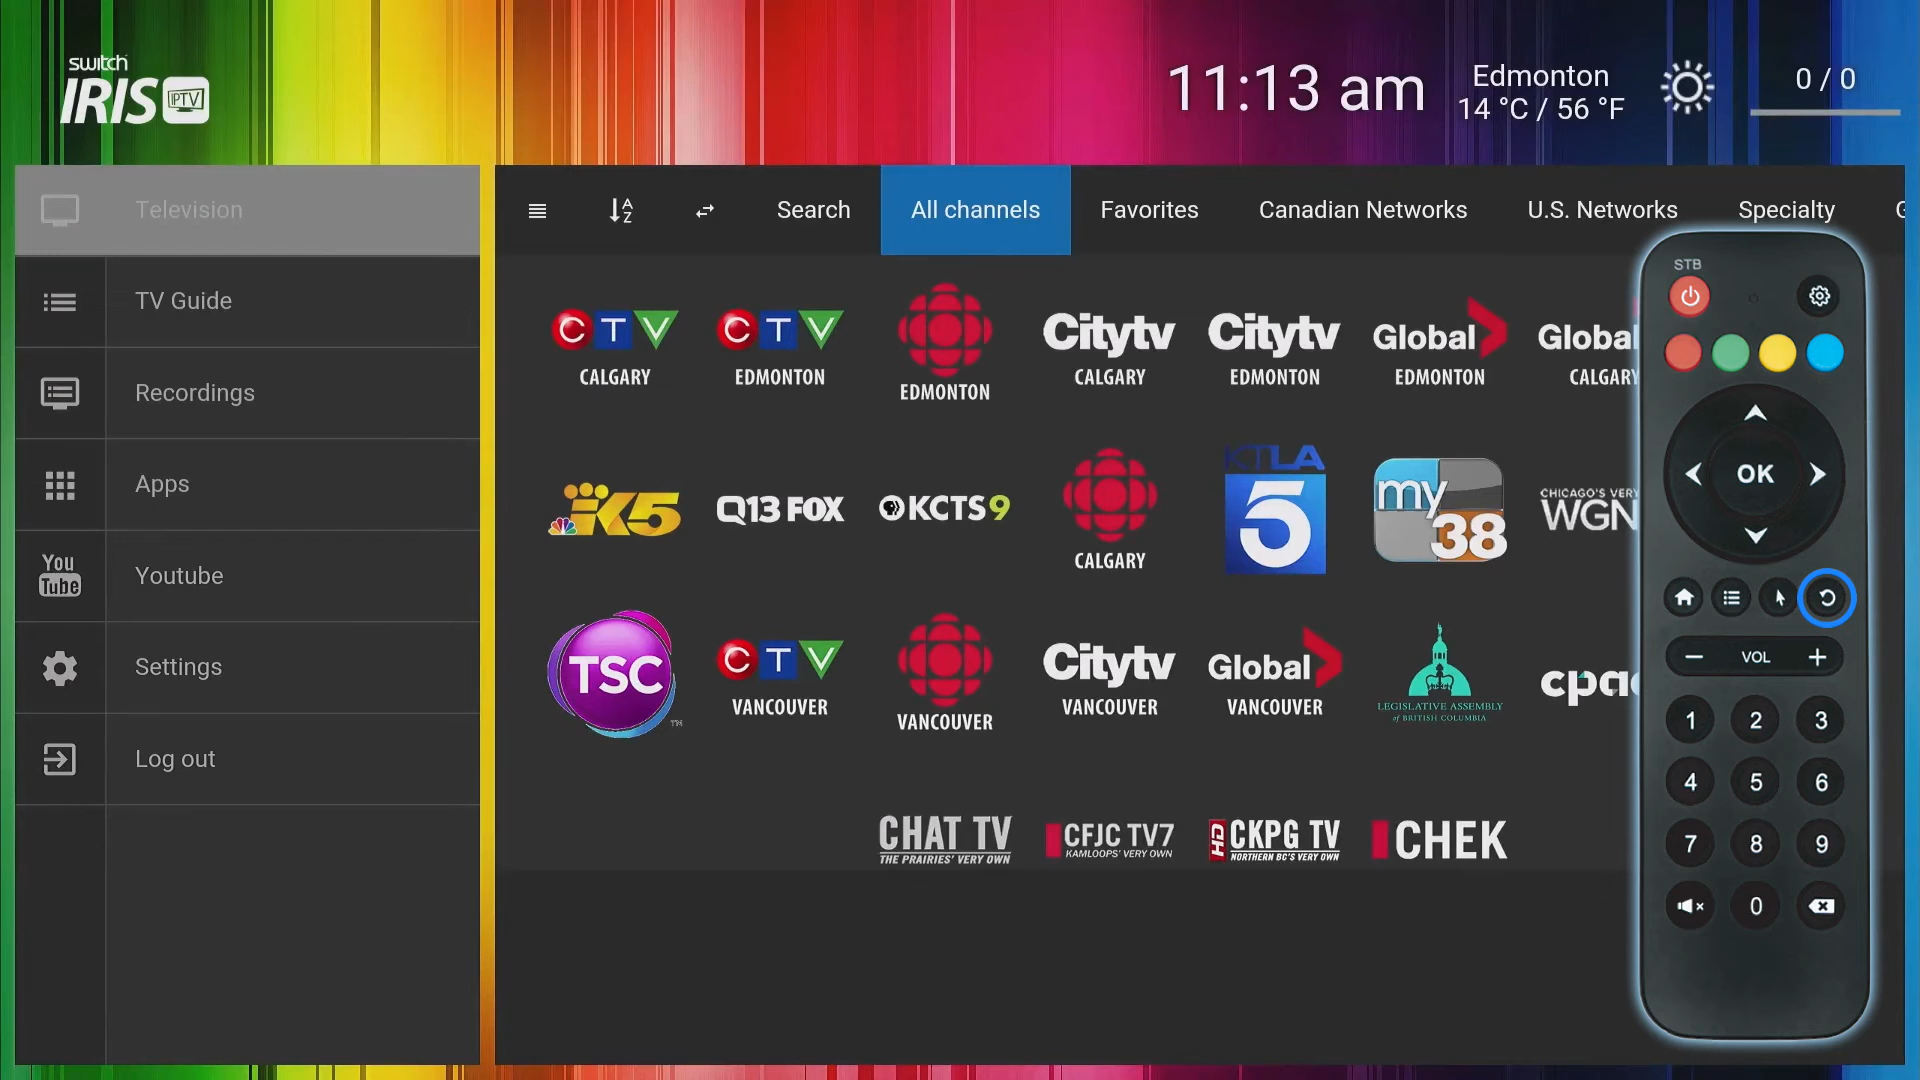 switch
IRIS IPTV
11:13 am
Edmonton
14 °C / 56 °F
0 / 0
Television
TV Guide
Recordings
Apps
You Tube
Youtube
Settings
Log out
A Z
Search
All channels
Favorites
Canadian Networks
U.S. Networks
Specialty
CTV CALGARY
CTV EDMONTON
EDMONTON
Citytv CALGARY
Citytv EDMONTON
Global EDMONTON
Global CALGARY
K5
Q13 FOX
KCTS 9
CALGARY
KTLA 5
my 38
CHICAGO'S VERY
WGN
TSC ™
CTV VANCOUVER
VANCOUVER
Citytv VANCOUVER
Global VANCOUVER
LEGISLATIVE ASSEMBLY
of BRITISH COLUMBIA
cpac
CHAT TV
THE PRAIRIES' VERY OWN
CFJC TV7
KAMLOOPS' VERY OWN
HD CKPG TV
NORTHERN BC'S VERY OWN
CHEK
STB
OK
− VOL +
1 2 3
4 5 6
7 8 9
0